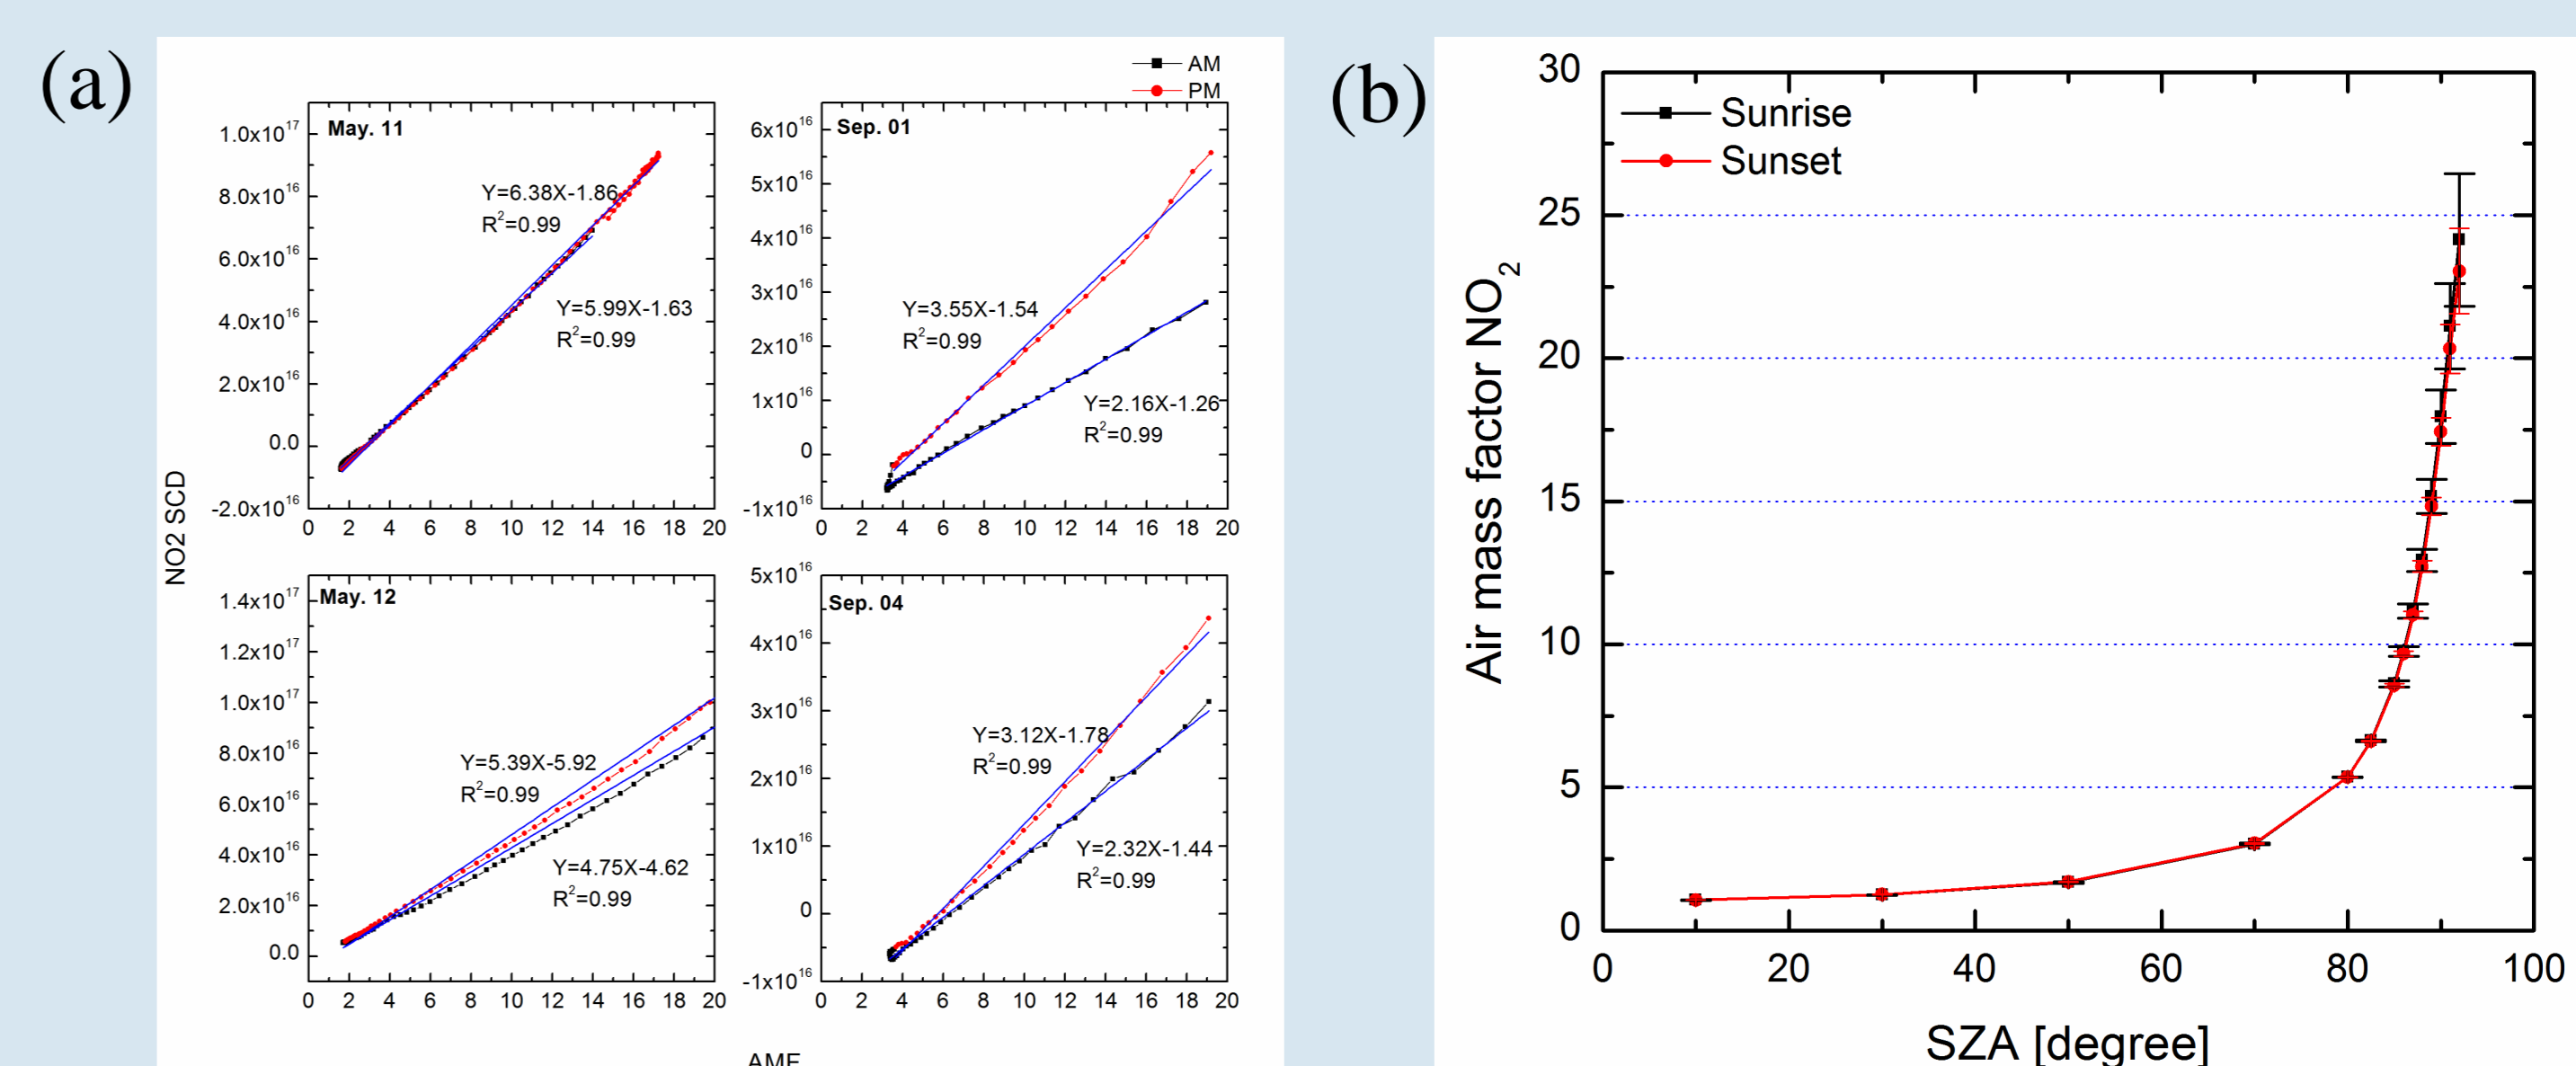 (a)
AM
PM
NO2 SCD
May. 11
1.0x10^17
8.0x10^16
6.0x10^16
4.0x10^16
2.0x10^16
0.0
-2.0x10^16
Y=6.38X-1.86
R^2=0.99
Y=5.99X-1.63
R^2=0.99
0 2 4 6 8 10 12 14 16 18 20
Sep. 01
6x10^16
5x10^16
4x10^16
3x10^16
2x10^16
1x10^16
0
-1x10^16
Y=3.55X-1.54
R^2=0.99
Y=2.16X-1.26
R^2=0.99
0 2 4 6 8 10 12 14 16 18 20
May. 12
1.4x10^17
1.2x10^17
1.0x10^17
8.0x10^16
6.0x10^16
4.0x10^16
2.0x10^16
0.0
Y=5.39X-5.92
R^2=0.99
Y=4.75X-4.62
R^2=0.99
0 2 4 6 8 10 12 14 16 18 20
Sep. 04
5x10^16
4x10^16
3x10^16
2x10^16
1x10^16
0
-1x10^16
Y=3.12X-1.78
R^2=0.99
Y=2.32X-1.44
R^2=0.99
0 2 4 6 8 10 12 14 16 18 20
AMF
(b)
Sunrise
Sunset
Air mass factor NO2
30
25
20
15
10
5
0
0 20 40 60 80 100
SZA [degree]